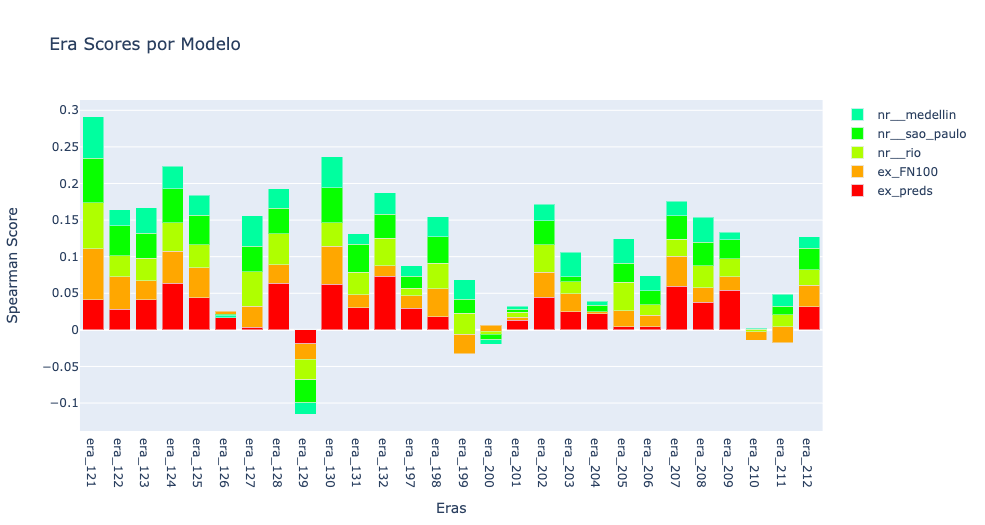 Era Scores por Modelo
Spearman Score
0.3
0.25
0.2
0.15
0.1
0.05
0
−0.05
−0.1
era_121
era_122
era_123
era_124
era_125
era_126
era_127
era_128
era_129
era_130
era_131
era_132
era_197
era_198
era_199
era_200
era_201
era_202
era_203
era_204
era_205
era_206
era_207
era_208
era_209
era_210
era_211
era_212
Eras
nr__medellin
nr__sao_paulo
nr__rio
ex_FN100
ex_preds